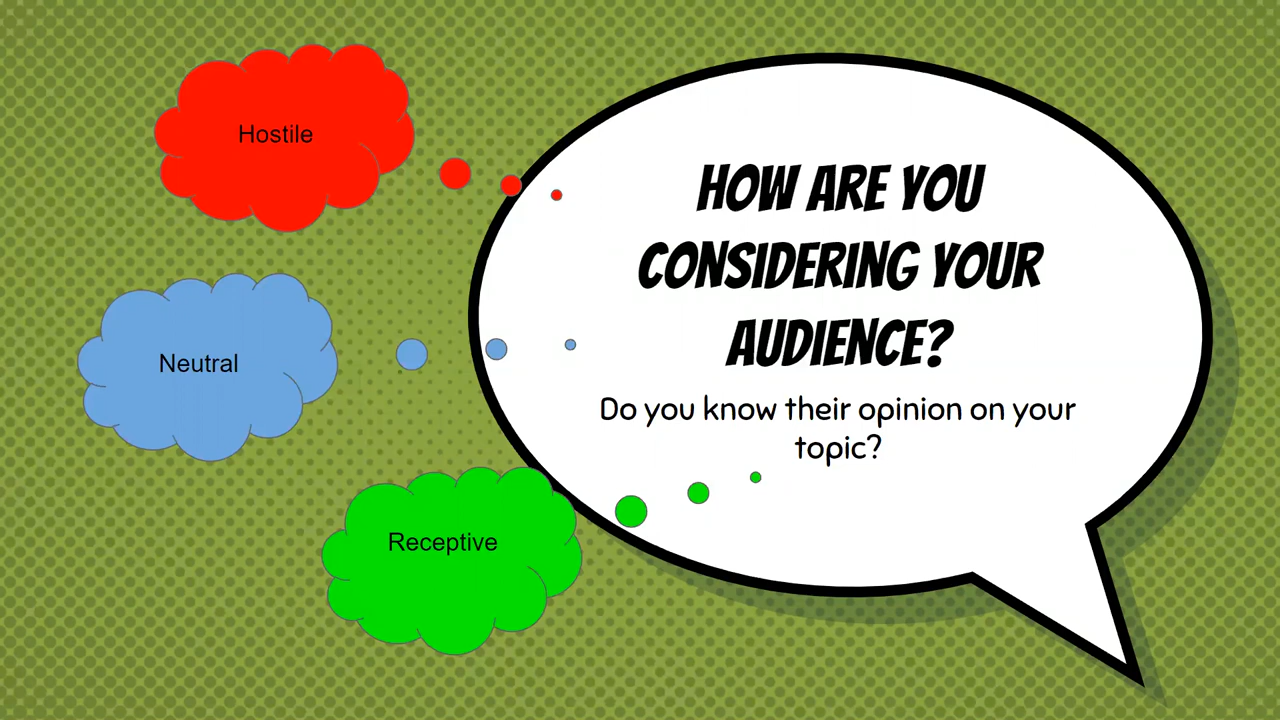 Hostile
HOW ARE YOU
CONSIDERING YOUR
AUDIENCE?
Neutral
Do you know their opinion on your
topic?
Receptive